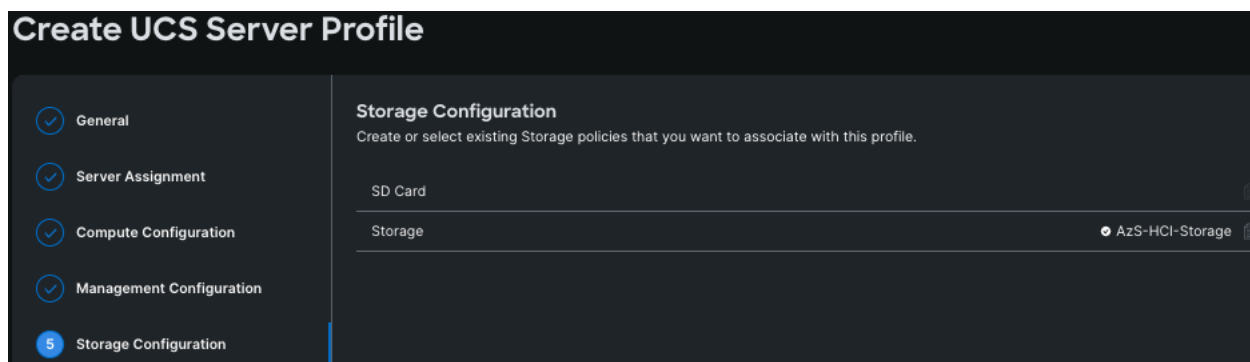 Create UCS Server Profile
General
Server Assignment
Compute Configuration
Management Configuration
5 Storage Configuration
Storage Configuration
Create or select existing Storage policies that you want to associate with this profile.
SD Card
Storage AzS-HCI-Storage